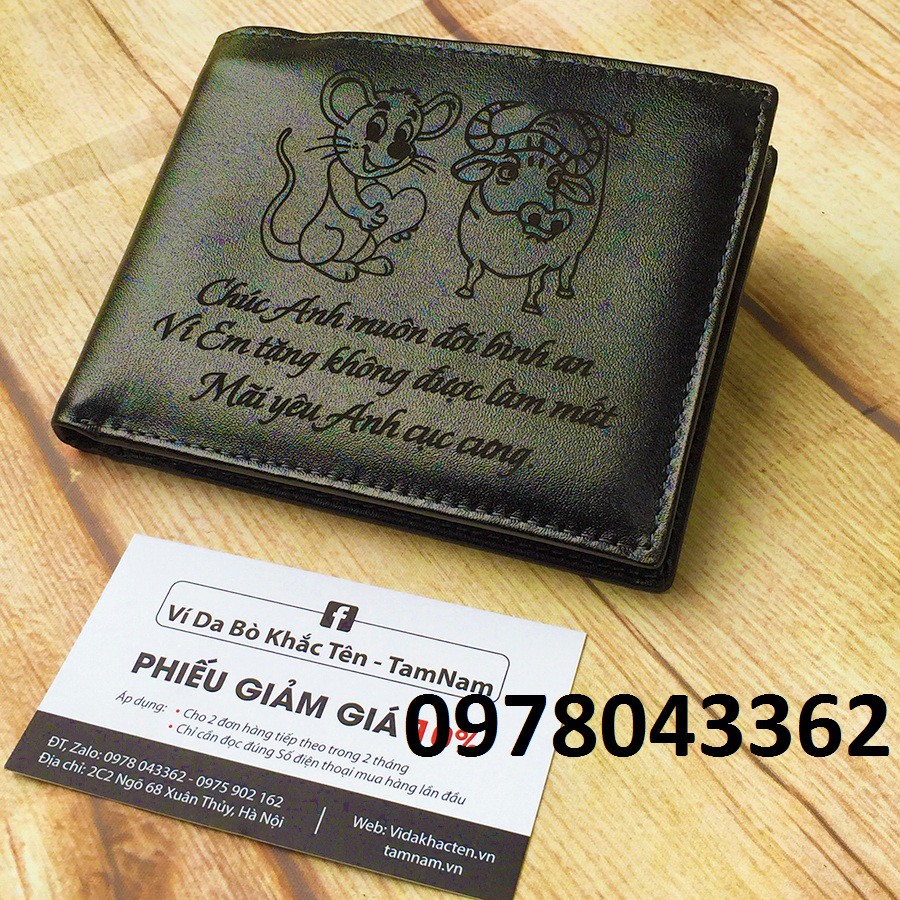 Chúc Anh muôn đời bình an
Ví Em tặng không được làm mất
Mãi yêu Anh cục cưng
f
Ví Da Bò Khắc Tên - TamNam
PHIẾU GIẢM GIÁ 10%
0978043362
Áp dụng: • Cho 2 đơn hàng tiếp theo trong 2 tháng
• Chỉ cần đọc đúng Số điện thoại mua hàng lần đầu
ĐT, Zalo: 0978 043362 - 0975 902 162
Địa chỉ: 2C2 Ngõ 68 Xuân Thủy, Hà Nội
Web: Vidakhacten.vn
tamnam.vn